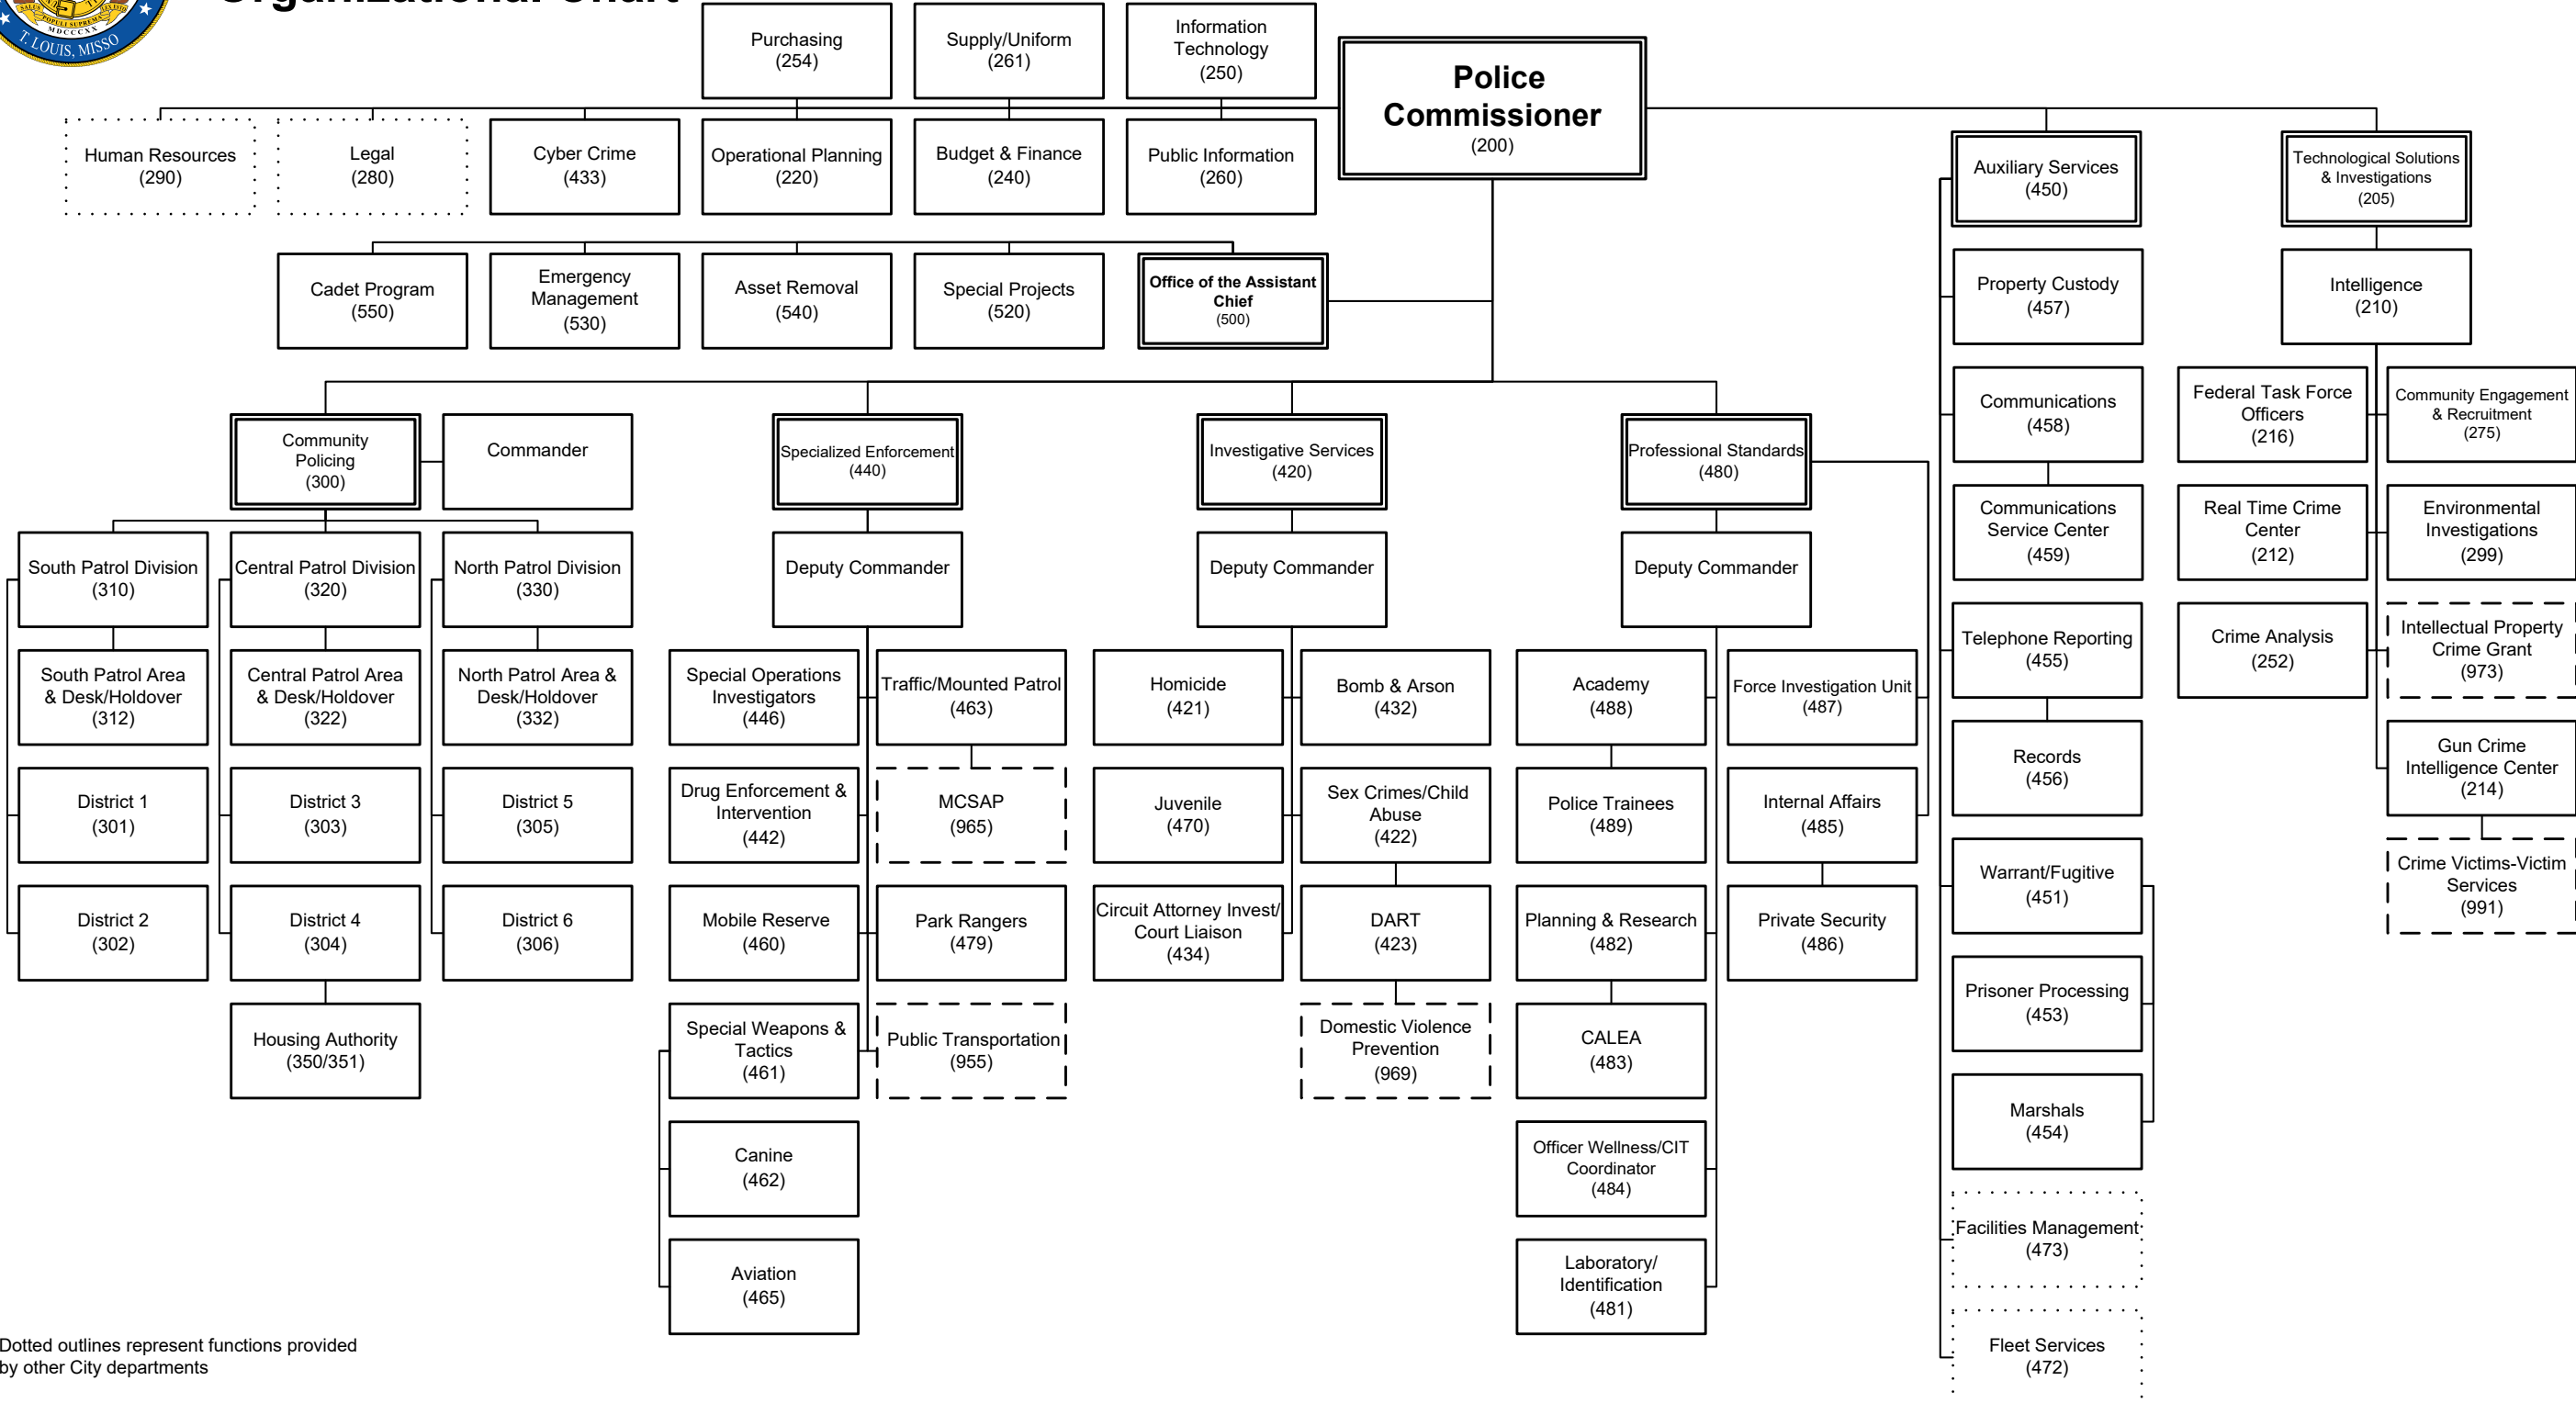 Organizational Chart
SALUS
POPULI SUPREMA
LEX ESTO
MDCCCXX
T. LOUIS, MISSO
Purchasing
(254)
Supply/Uniform
(261)
Information
Technology
(250)
Police
Commissioner
(200)
Human Resources
(290)
Legal
(280)
Cyber Crime
(433)
Operational Planning
(220)
Budget & Finance
(240)
Public Information
(260)
Auxiliary Services
(450)
Technological Solutions
& Investigations
(205)
Cadet Program
(550)
Emergency
Management
(530)
Asset Removal
(540)
Special Projects
(520)
Office of the Assistant
Chief
(500)
Property Custody
(457)
Intelligence
(210)
Communications
(458)
Federal Task Force
Officers
(216)
Community Engagement
& Recruitment
(275)
Community
Policing
(300)
Commander
Specialized Enforcement
(440)
Investigative Services
(420)
Professional Standards
(480)
Communications
Service Center
(459)
Real Time Crime
Center
(212)
Environmental
Investigations
(299)
South Patrol Division
(310)
Central Patrol Division
(320)
North Patrol Division
(330)
Deputy Commander
Deputy Commander
Deputy Commander
Telephone Reporting
(455)
Crime Analysis
(252)
Intellectual Property
Crime Grant
(973)
South Patrol Area
& Desk/Holdover
(312)
Central Patrol Area
& Desk/Holdover
(322)
North Patrol Area &
Desk/Holdover
(332)
Special Operations
Investigators
(446)
Traffic/Mounted Patrol
(463)
Homicide
(421)
Bomb & Arson
(432)
Academy
(488)
Force Investigation Unit
(487)
Records
(456)
Gun Crime
Intelligence Center
(214)
District 1
(301)
District 3
(303)
District 5
(305)
Drug Enforcement &
Intervention
(442)
MCSAP
(965)
Juvenile
(470)
Sex Crimes/Child
Abuse
(422)
Police Trainees
(489)
Internal Affairs
(485)
Warrant/Fugitive
(451)
Crime Victims-Victim
Services
(991)
District 2
(302)
District 4
(304)
District 6
(306)
Mobile Reserve
(460)
Park Rangers
(479)
Circuit Attorney Invest/
Court Liaison
(434)
DART
(423)
Planning & Research
(482)
Private Security
(486)
Prisoner Processing
(453)
Housing Authority
(350/351)
Special Weapons &
Tactics
(461)
Public Transportation
(955)
Domestic Violence
Prevention
(969)
CALEA
(483)
Marshals
(454)
Canine
(462)
Officer Wellness/CIT
Coordinator
(484)
Facilities Management
(473)
Aviation
(465)
Laboratory/
Identification
(481)
Fleet Services
(472)
Dotted outlines represent functions provided
by other City departments